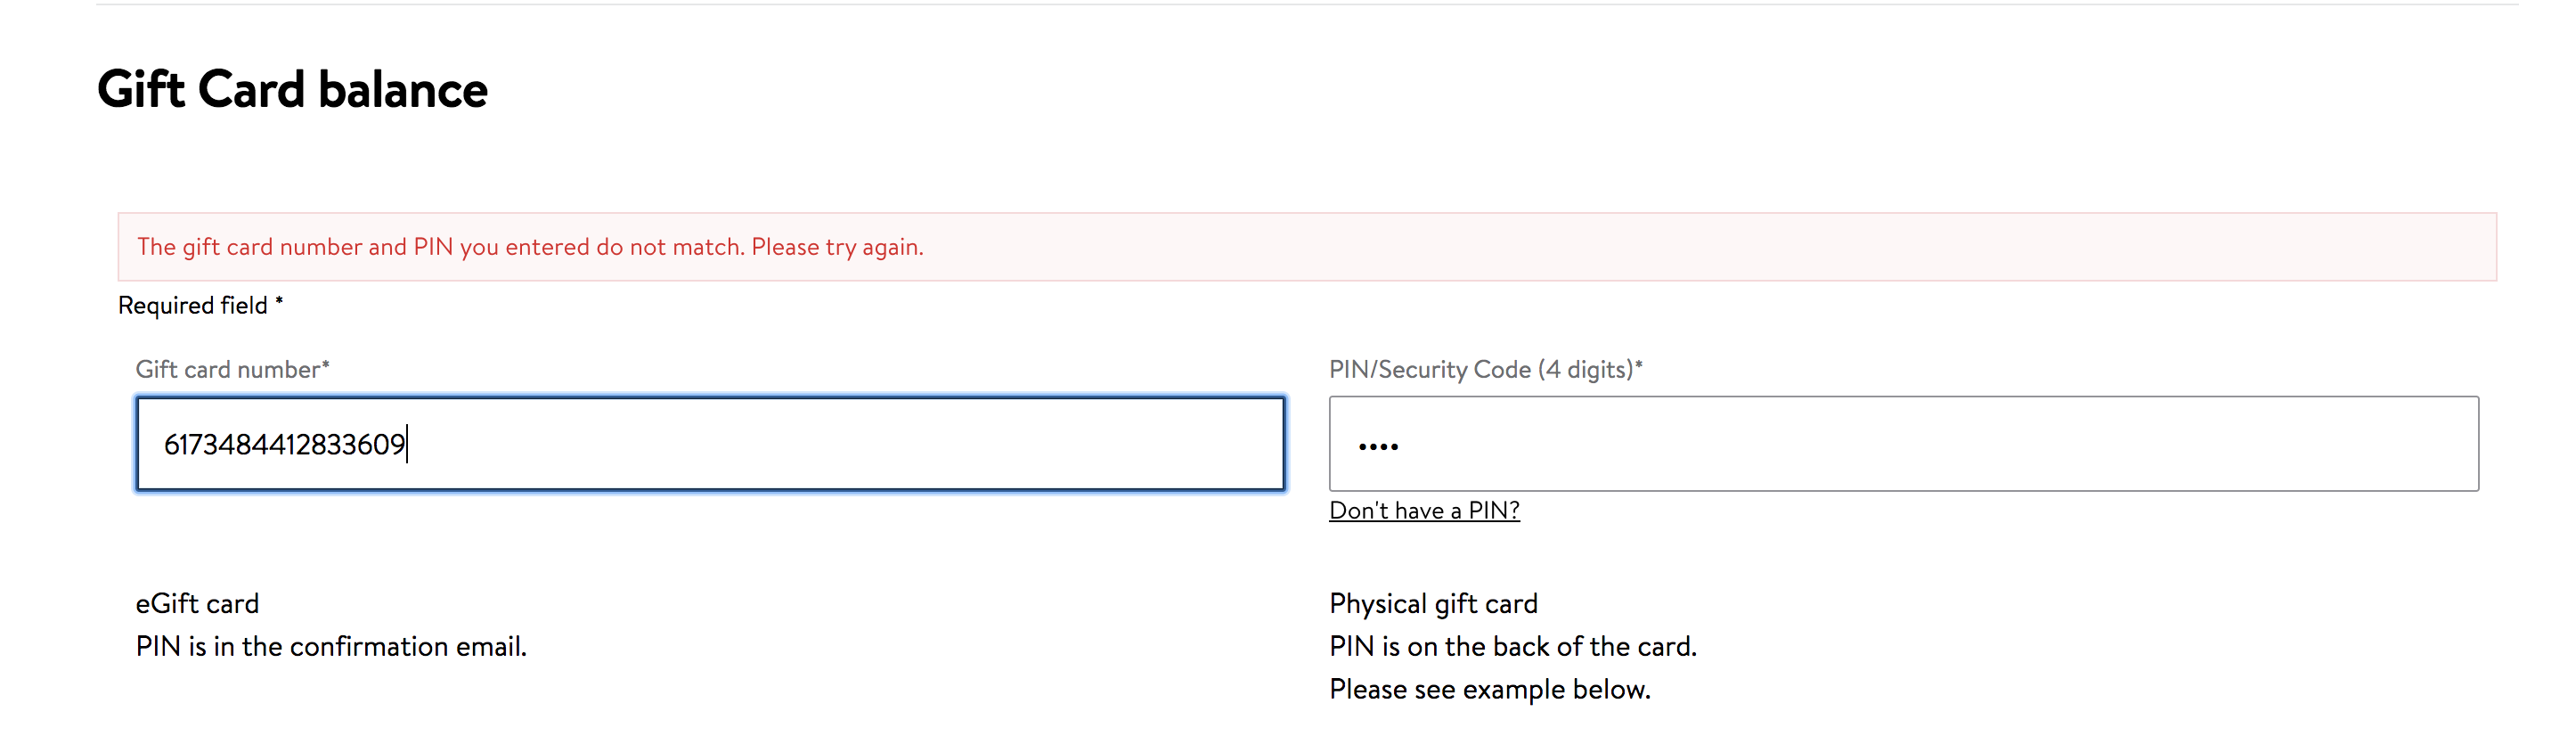 Gift Card balance
The gift card number and PIN you entered do not match. Please try again.
Required field *
Gift card number*
PIN/Security Code (4 digits)*
6173484412833609
••••
Don't have a PIN?
eGift card
PIN is in the confirmation email.
Physical gift card
PIN is on the back of the card.
Please see example below.